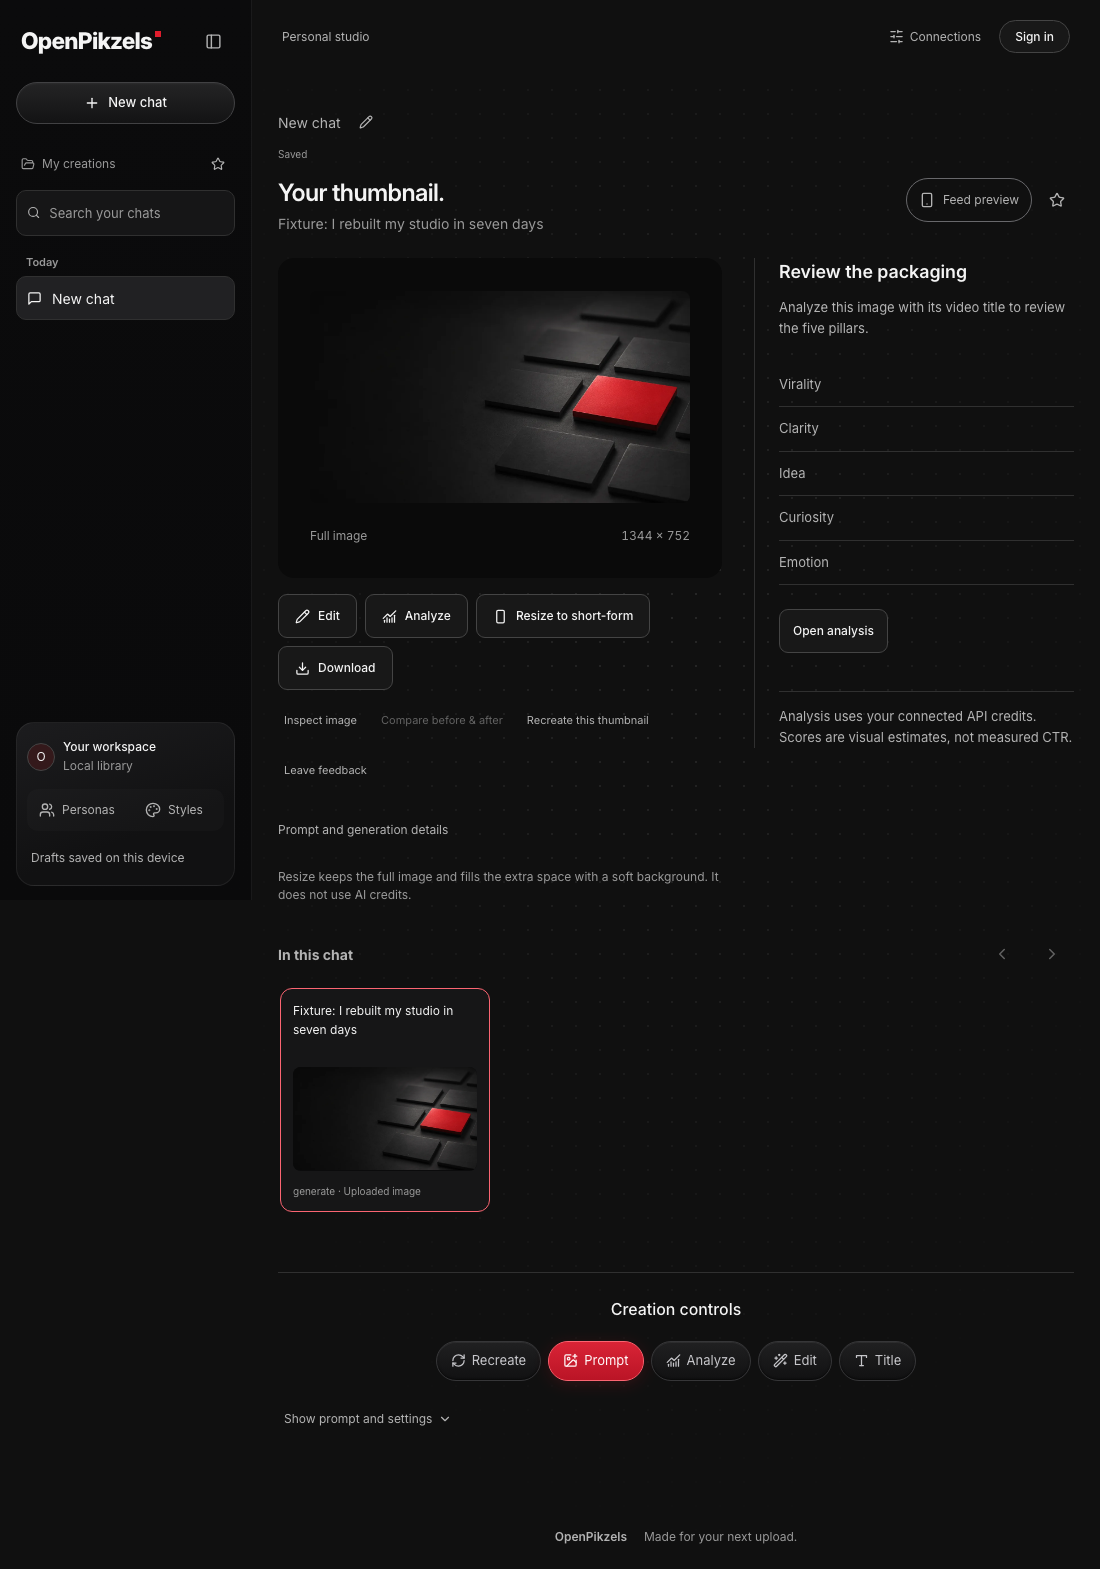 OpenPikzels
New chat
My creations
Search your chats
Today
New chat
O
Your workspace
Local library
Personas
Styles
Drafts saved on this device
Personal studio
Connections
Sign in
New chat
Saved
Your thumbnail.
Fixture: I rebuilt my studio in seven days
Feed preview
Full image
1344 × 752
Edit
Analyze
Resize to short-form
Download
Inspect image
Compare before & after
Recreate this thumbnail
Leave feedback
Prompt and generation details
Resize keeps the full image and fills the extra space with a soft background. It
does not use AI credits.
Review the packaging
Analyze this image with its video title to review
the five pillars.
Virality
Clarity
Idea
Curiosity
Emotion
Open analysis
Analysis uses your connected API credits.
Scores are visual estimates, not measured CTR.
In this chat
Fixture: I rebuilt my studio in
seven days
generate · Uploaded image
Creation controls
Recreate
Prompt
Analyze
Edit
Title
Show prompt and settings
OpenPikzels
Made for your next upload.